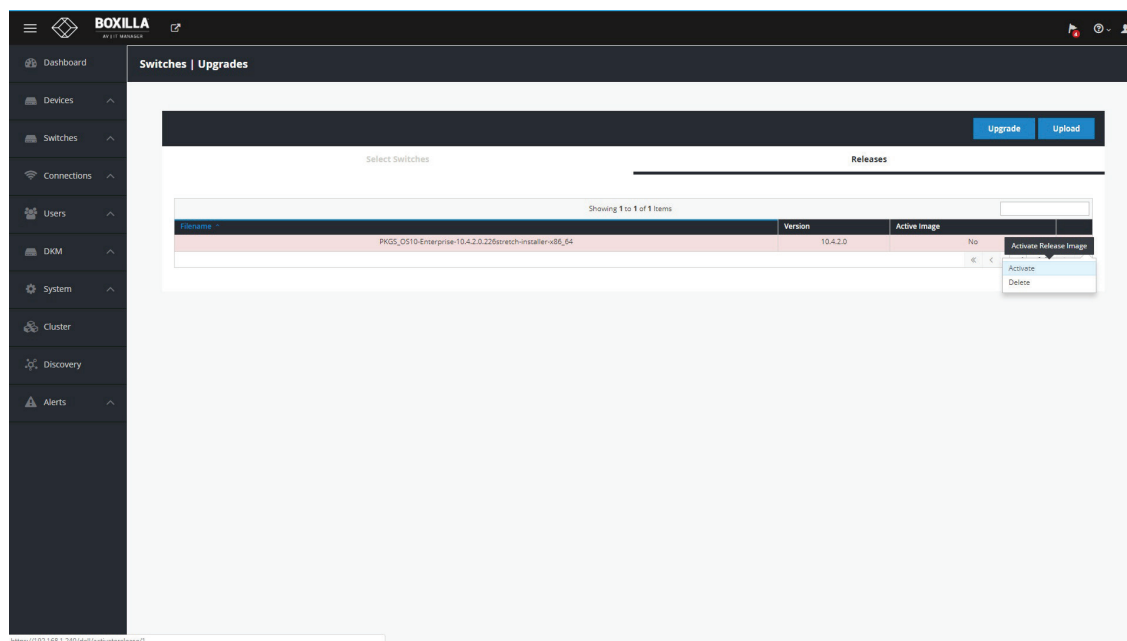 BOXILLA
AV | IT MANAGER
4
Dashboard
Switches | Upgrades
Devices
Switches
Connections
Users
DKM
System
Cluster
Discovery
Alerts
Upgrade
Upload
Select Switches
Releases
Showing 1 to 1 of 1 Items
Filename
Version
Active Image
PKGS_OS10-Enterprise-10.4.2.0.226stretch-installer-x86_64
10.4.2.0
No
Activate Release Image
Activate
Delete